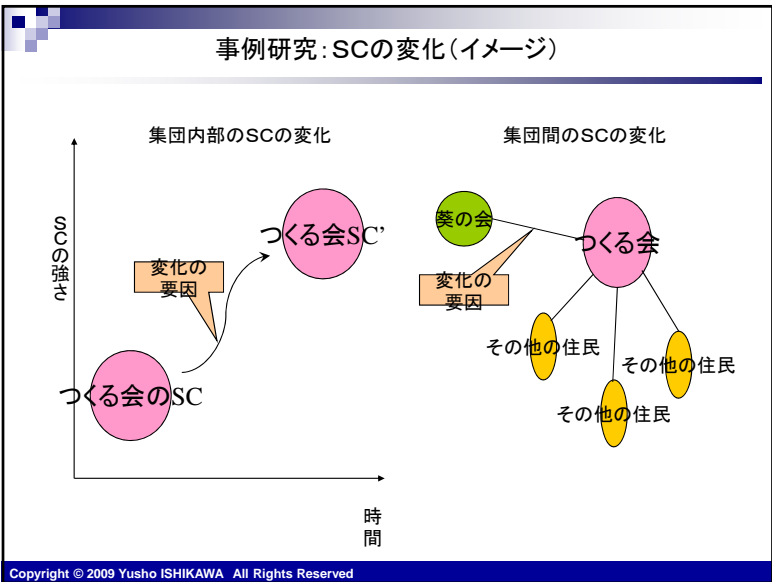 事例研究：SCの変化（イメージ）
集団内部のSCの変化
SCの強さ
つくる会SC’
変化の
要因
つくる会のSC
時
間
集団間のSCの変化
葵の会
つくる会
変化の
要因
その他の住民
その他の住民
その他の住民
Copyright © 2009 Yusho ISHIKAWA All Rights Reserved